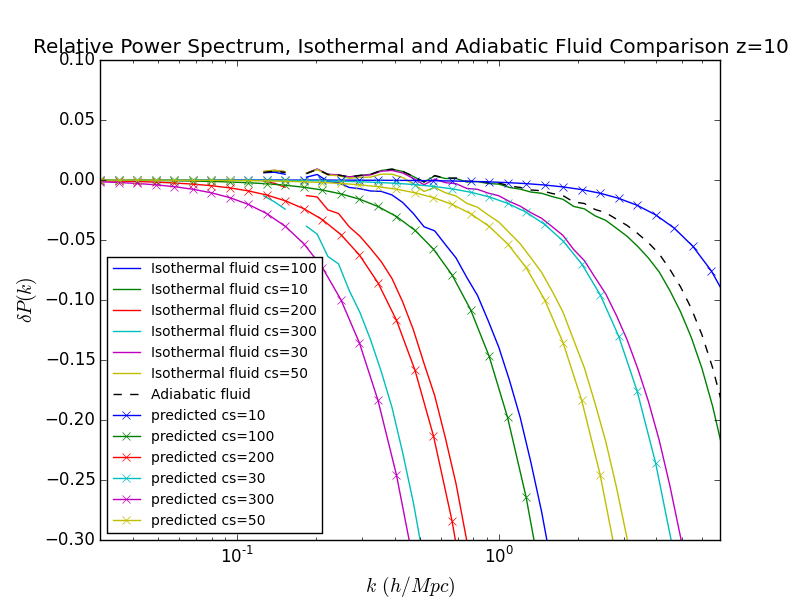 Relative Power Spectrum, Isothermal and Adiabatic Fluid Comparison z=10
0.10
0.05
0.00
−0.05
−0.10
−0.15
−0.20
−0.25
−0.30
δP(k)
Isothermal fluid cs=100
Isothermal fluid cs=10
Isothermal fluid cs=200
Isothermal fluid cs=300
Isothermal fluid cs=30
Isothermal fluid cs=50
Adiabatic fluid
predicted cs=10
predicted cs=100
predicted cs=200
predicted cs=30
predicted cs=300
predicted cs=50
10⁻¹ 10⁰
k (h/Mpc)